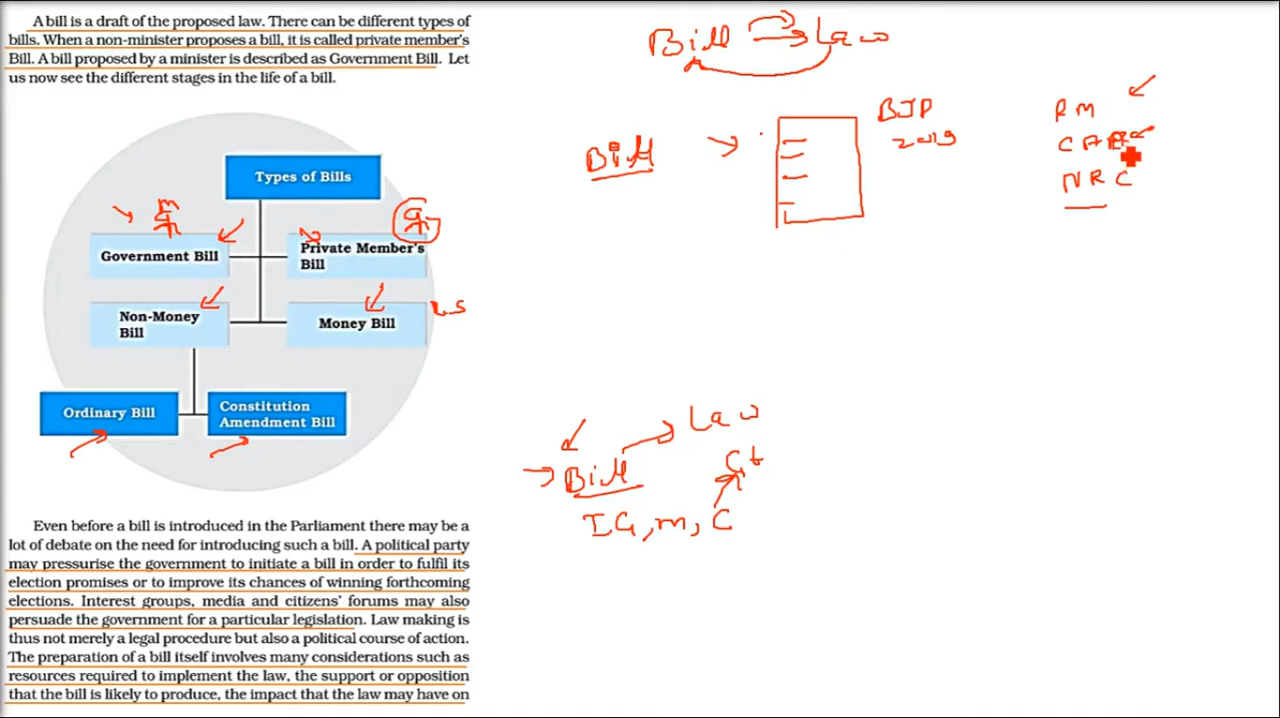 A bill is a draft of the proposed law. There can be different types of
bills. When a non-minister proposes a bill, it is called private member's
Bill. A bill proposed by a minister is described as Government Bill. Let
us now see the different stages in the life of a bill.
Types of Bills
m
G
Government Bill
Private Member's
Bill
Non-Money
Bill
Money Bill
LS
Ordinary Bill
Constitution
Amendment Bill
Even before a bill is introduced in the Parliament there may be a
lot of debate on the need for introducing such a bill. A political party
may pressurise the government to initiate a bill in order to fulfil its
election promises or to improve its chances of winning forthcoming
elections. Interest groups, media and citizens' forums may also
persuade the government for a particular legislation. Law making is
thus not merely a legal procedure but also a political course of action.
The preparation of a bill itself involves many considerations such as
resources required to implement the law, the support or opposition
that the bill is likely to produce, the impact that the law may have on
Bill Law
Bill
BJP
2019
RM
NRC
Law
Bill
Gt
IG, m, C